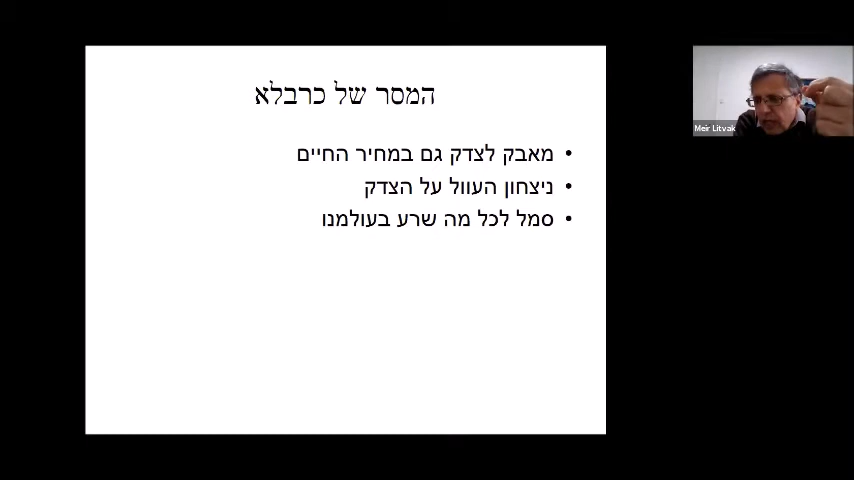 המסר של כרבלא
• מאבק לצדק גם במחיר החיים
• ניצחון העוול על הצדק
• סמל לכל מה שרע בעולמנו
Meir Litvak